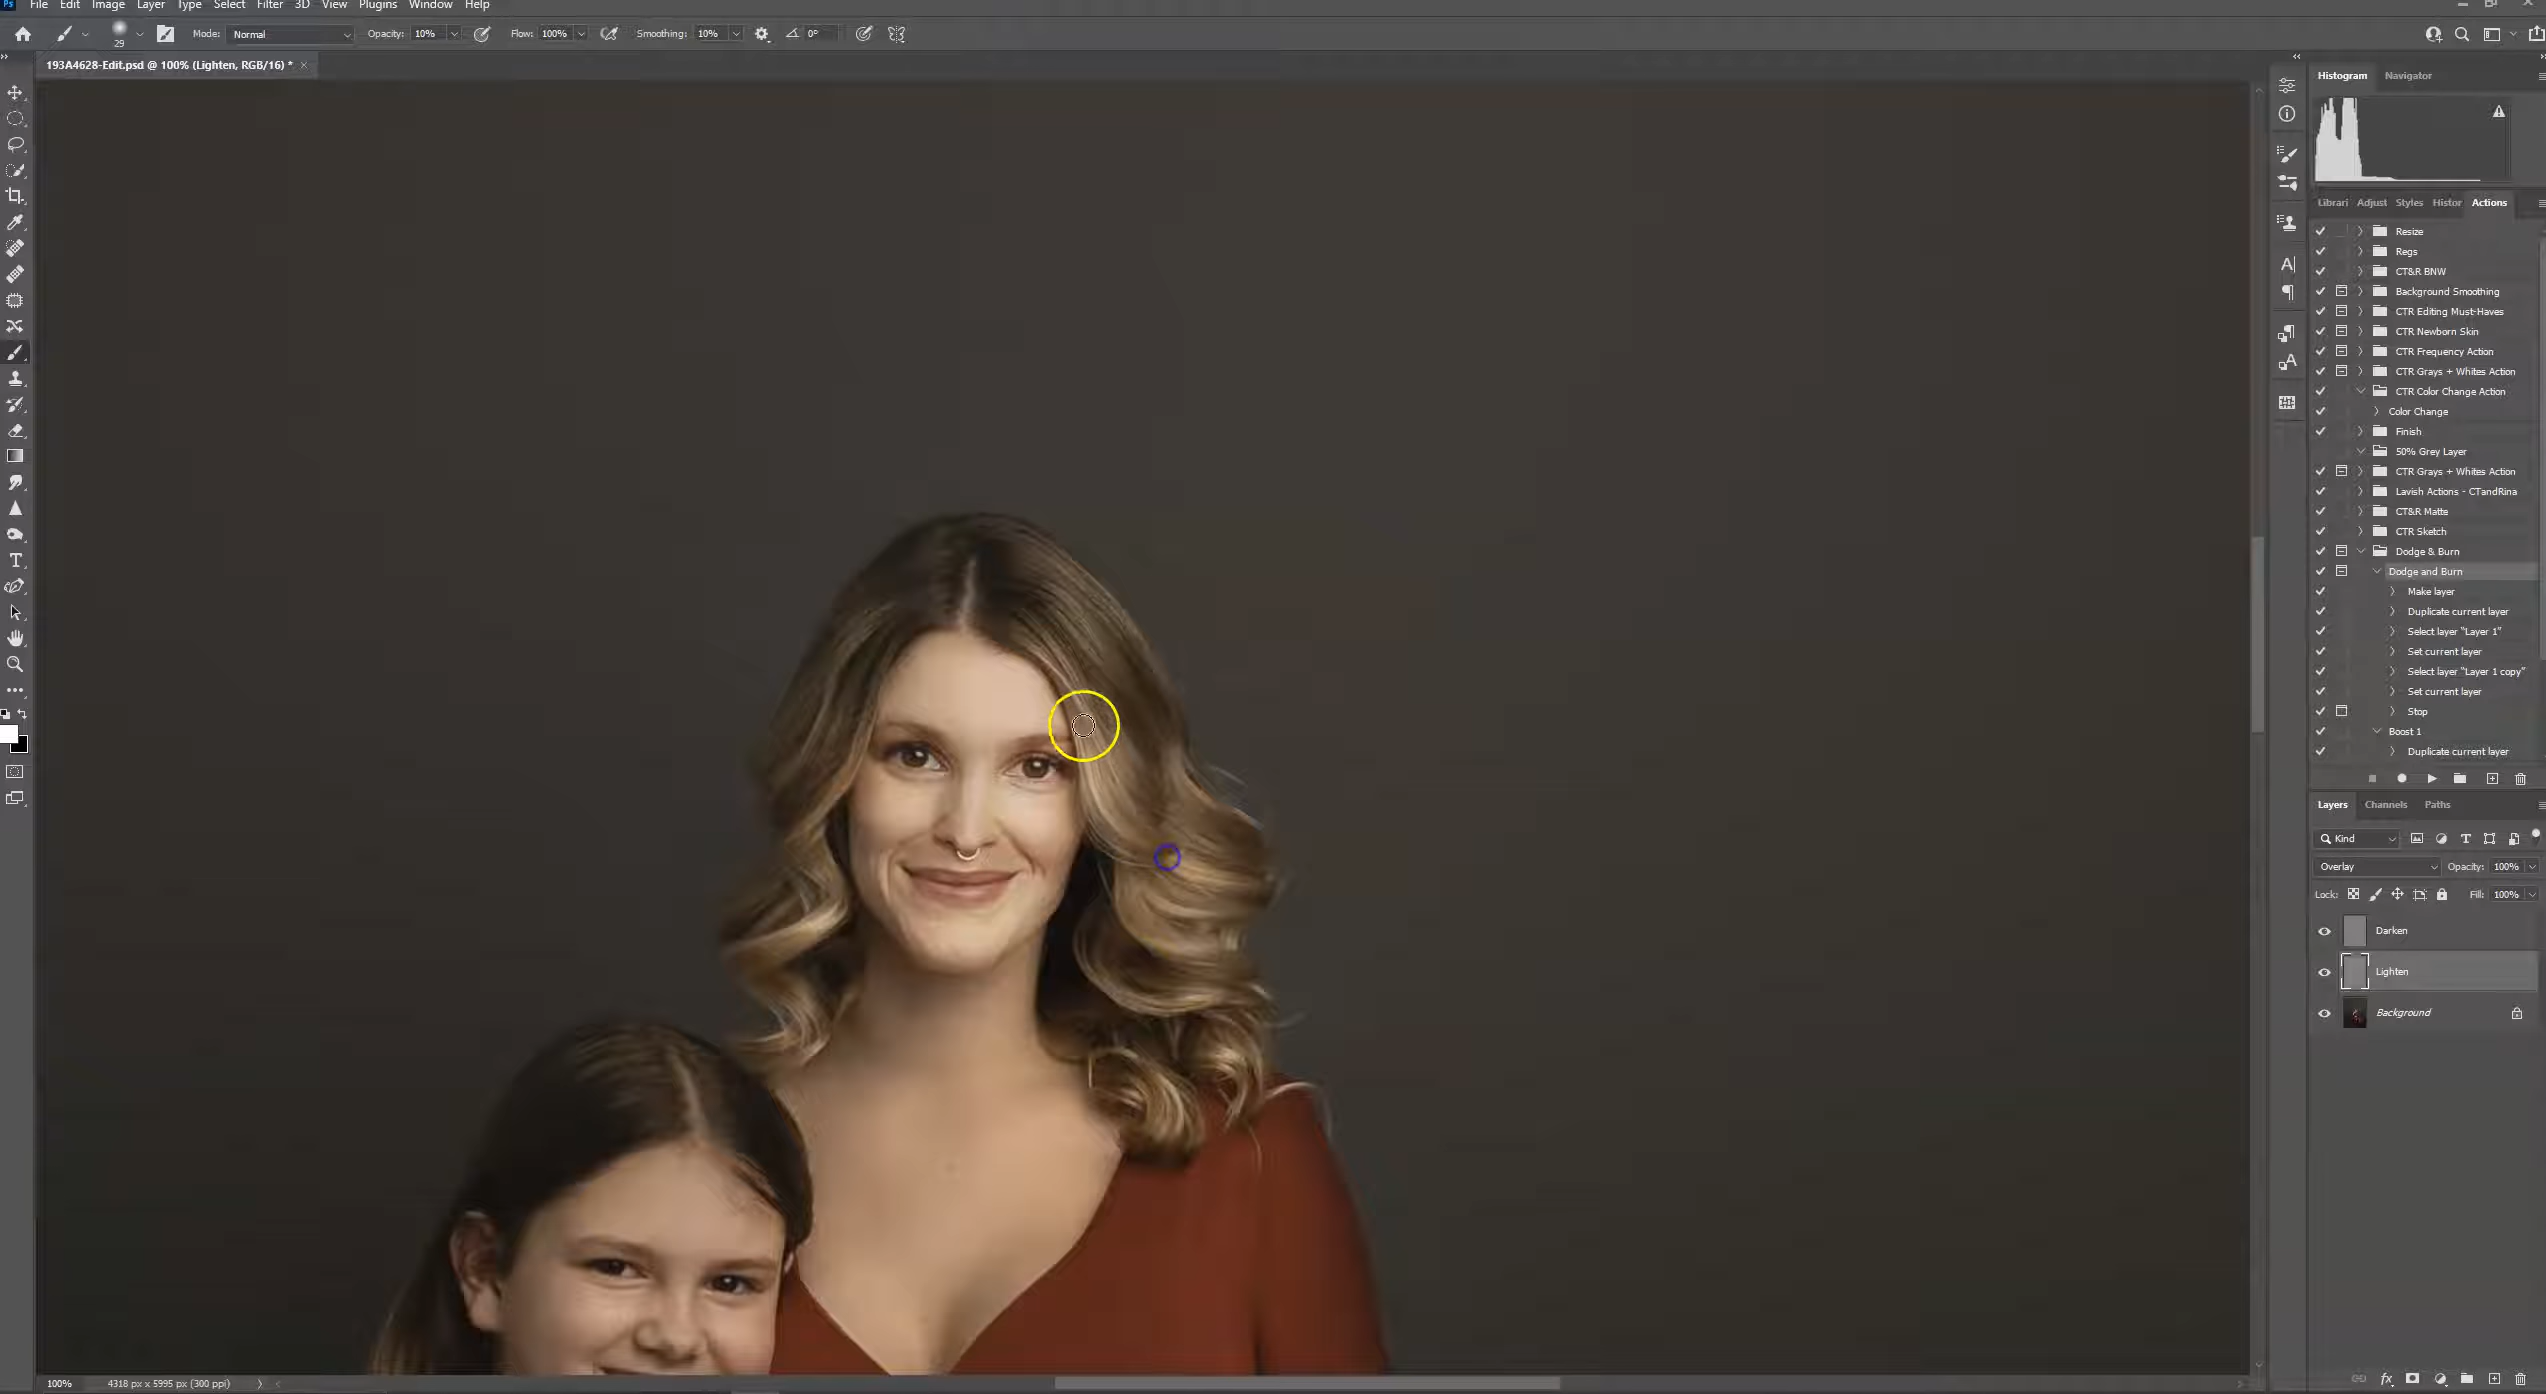 Ps File Edit Image Layer Type Select Filter 3D View Plugins Window Help
29 Mode: Normal Opacity: 10% Flow: 100% Smoothing: 10% 0°
193A4628-Edit.psd @ 100% (Lighten, RGB/16) * ×
Histogram Navigator
Librari Adjust Styles Histor Actions
Resize
Regs
CT&R BNW
Background Smoothing
CTR Editing Must-Haves
CTR Newborn Skin
CTR Frequency Action
CTR Grays + Whites Action
CTR Color Change Action
Color Change
Finish
50% Grey Layer
CTR Grays + Whites Action
Lavish Actions - CTandRina
CT&R Matte
CTR Sketch
Dodge & Burn
Dodge and Burn
Make layer
Duplicate current layer
Select layer "Layer 1"
Set current layer
Select layer "Layer 1 copy"
Set current layer
Stop
Boost 1
Duplicate current layer
Layers Channels Paths
Kind
Overlay Opacity: 100%
Lock: Fill: 100%
Darken
Lighten
Background
100% 4318 px x 5995 px (300 ppi)